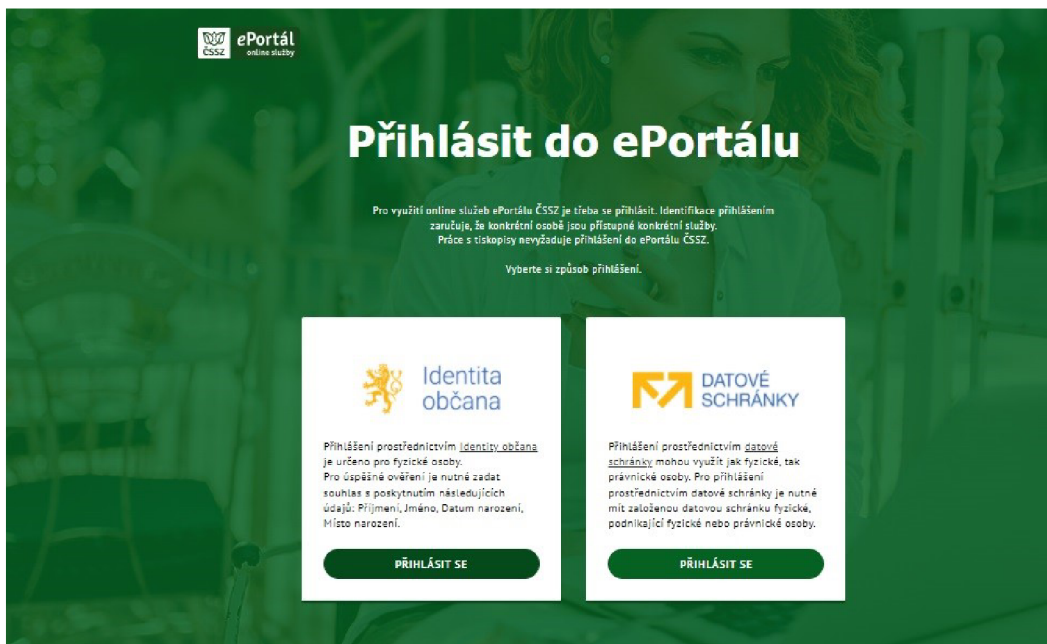 ČSSZ
ePortál
online služby
Přihlásit do ePortálu
Pro využití online služeb ePortálu ČSSZ je třeba se přihlásit. Identifikace přihlášením
zaručuje, že konkrétní osobě jsou přístupné konkrétní služby.
Práce s tiskopisy nevyžaduje přihlášení do ePortálu ČSSZ.
Vyberte si způsob přihlášení.
Identita
občana
Přihlášení prostřednictvím Identity občana
je určeno pro fyzické osoby.
Pro úspěšné ověření je nutné zadat
souhlas s poskytnutím následujících
údajů: Příjmení, Jméno, Datum narození,
Místo narození.
PŘIHLÁSIT SE
DATOVÉ
SCHRÁNKY
Přihlášení prostřednictvím datové
schránky mohou využít jak fyzické, tak
právnické osoby. Pro přihlášení
prostřednictvím datové schránky je nutné
mít založenou datovou schránku fyzické,
podnikající fyzické nebo právnické osoby.
PŘIHLÁSIT SE